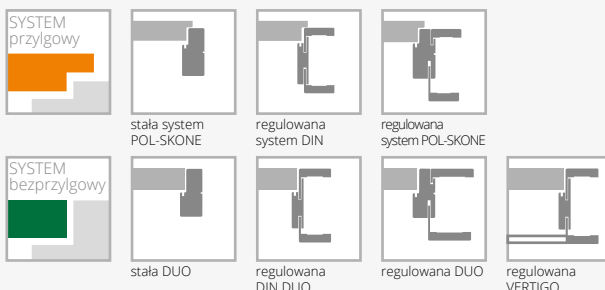 SYSTEM
przylgowy
stała system
POL-SKONE
regulowana
system DIN
regulowana
system POL-SKONE
SYSTEM
bezprzylgowy
stała DUO
regulowana
DIN DUO
regulowana DUO
regulowana
VERTIGO